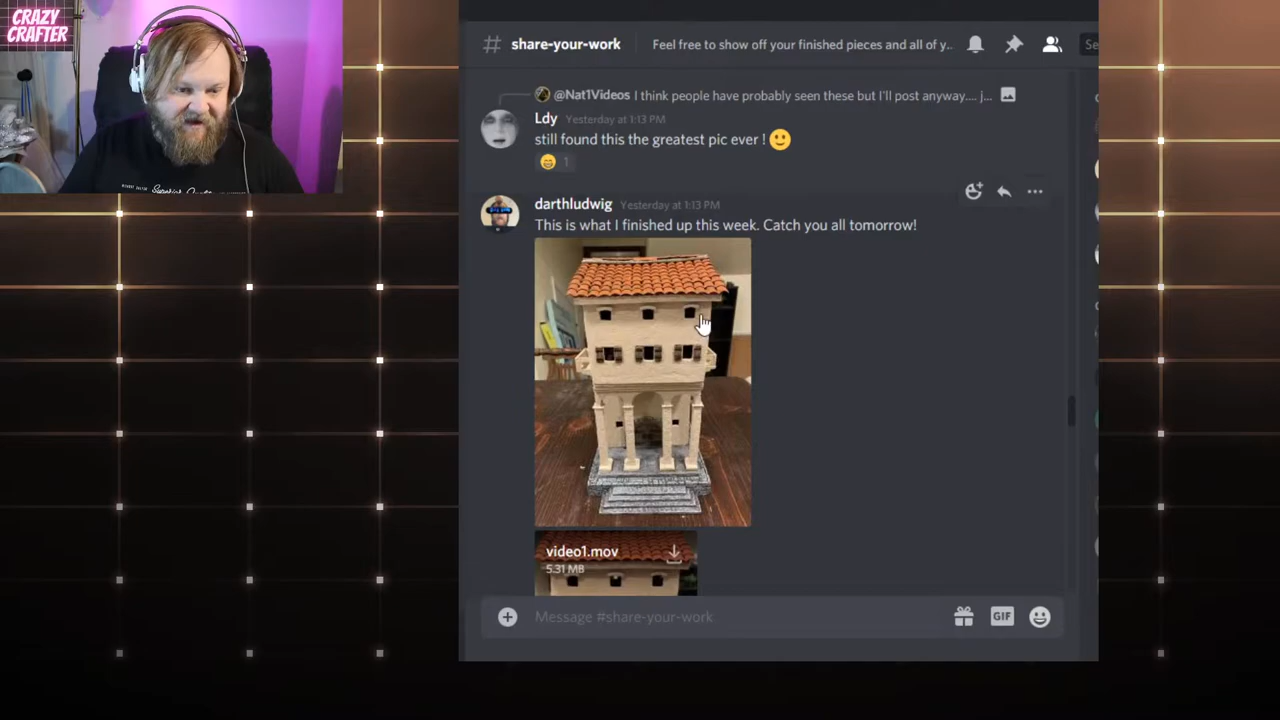 CRAZY
CRAFTER
# share-your-work
Feel free to show off your finished pieces and all of y...
@Nat1Videos I think people have probably seen these but I'll post anyway.... j...
Ldy Yesterday at 1:13 PM
still found this the greatest pic ever !
1
darthludwig Yesterday at 1:13 PM
This is what I finished up this week. Catch you all tomorrow!
video1.mov
5.31 MB
Message #share-your-work
GIF